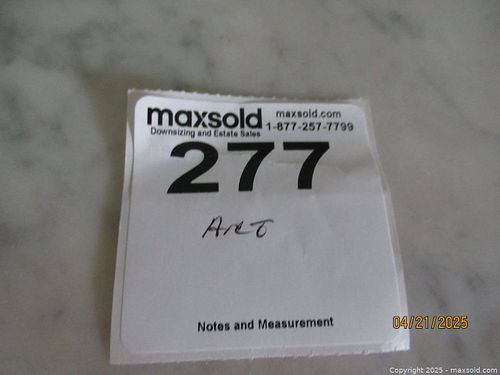 maxsold maxsold.com
Downsizing and Estate Sales 1-877-257-7799
277
Art
Notes and Measurement
04/21/2025
Copyright 2025 - maxsold.com